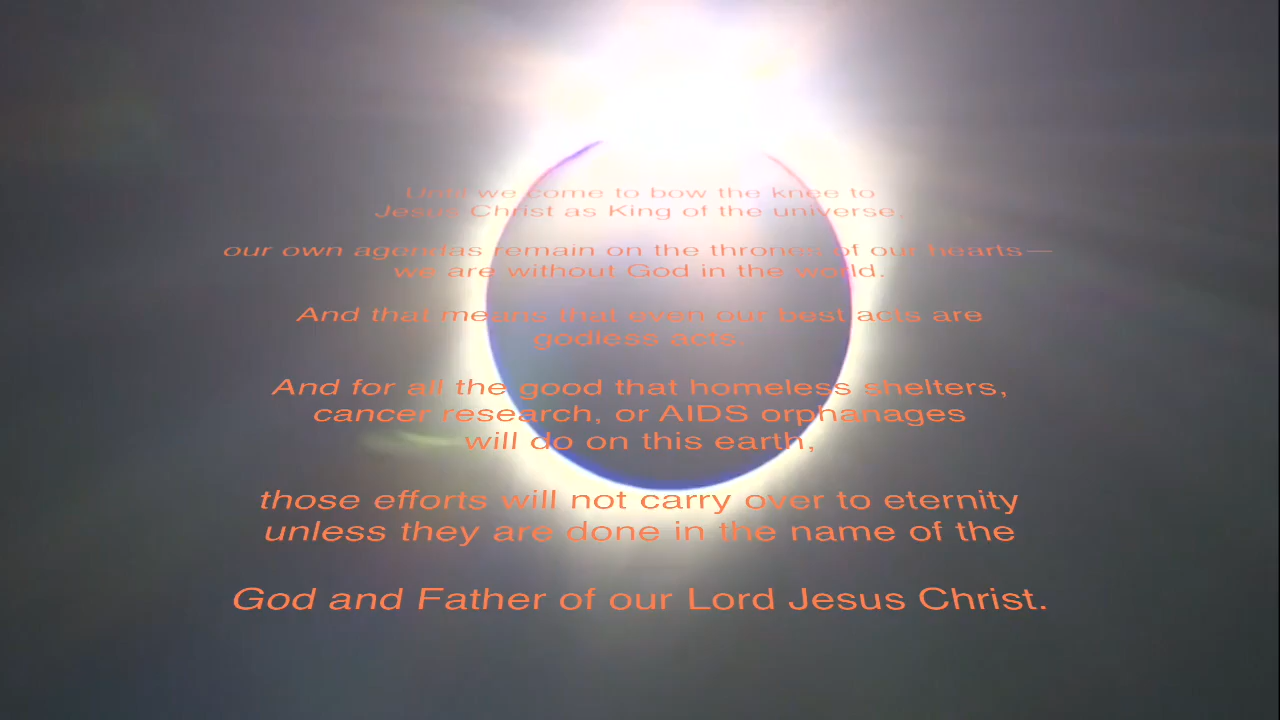 Until we come to bow the knee to
Jesus Christ as King of the universe,
our own agendas remain on the thrones of our hearts—
we are without God in the world.
And that means that even our best acts are
godless acts.
And for all the good that homeless shelters,
cancer research, or AIDS orphanages
will do on this earth,
those efforts will not carry over to eternity
unless they are done in the name of the
God and Father of our Lord Jesus Christ.